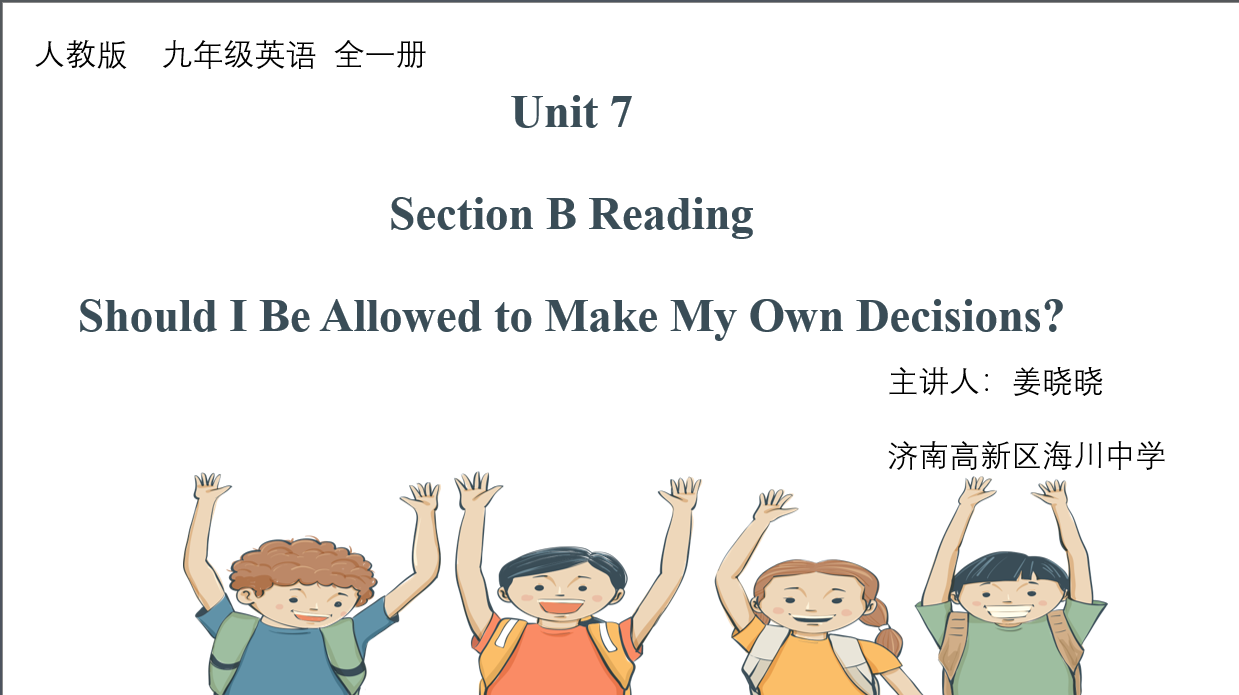 人教版 九年级英语 全一册
Unit 7
Section B Reading
Should I Be Allowed to Make My Own Decisions?
主讲人：姜晓晓
济南高新区海川中学